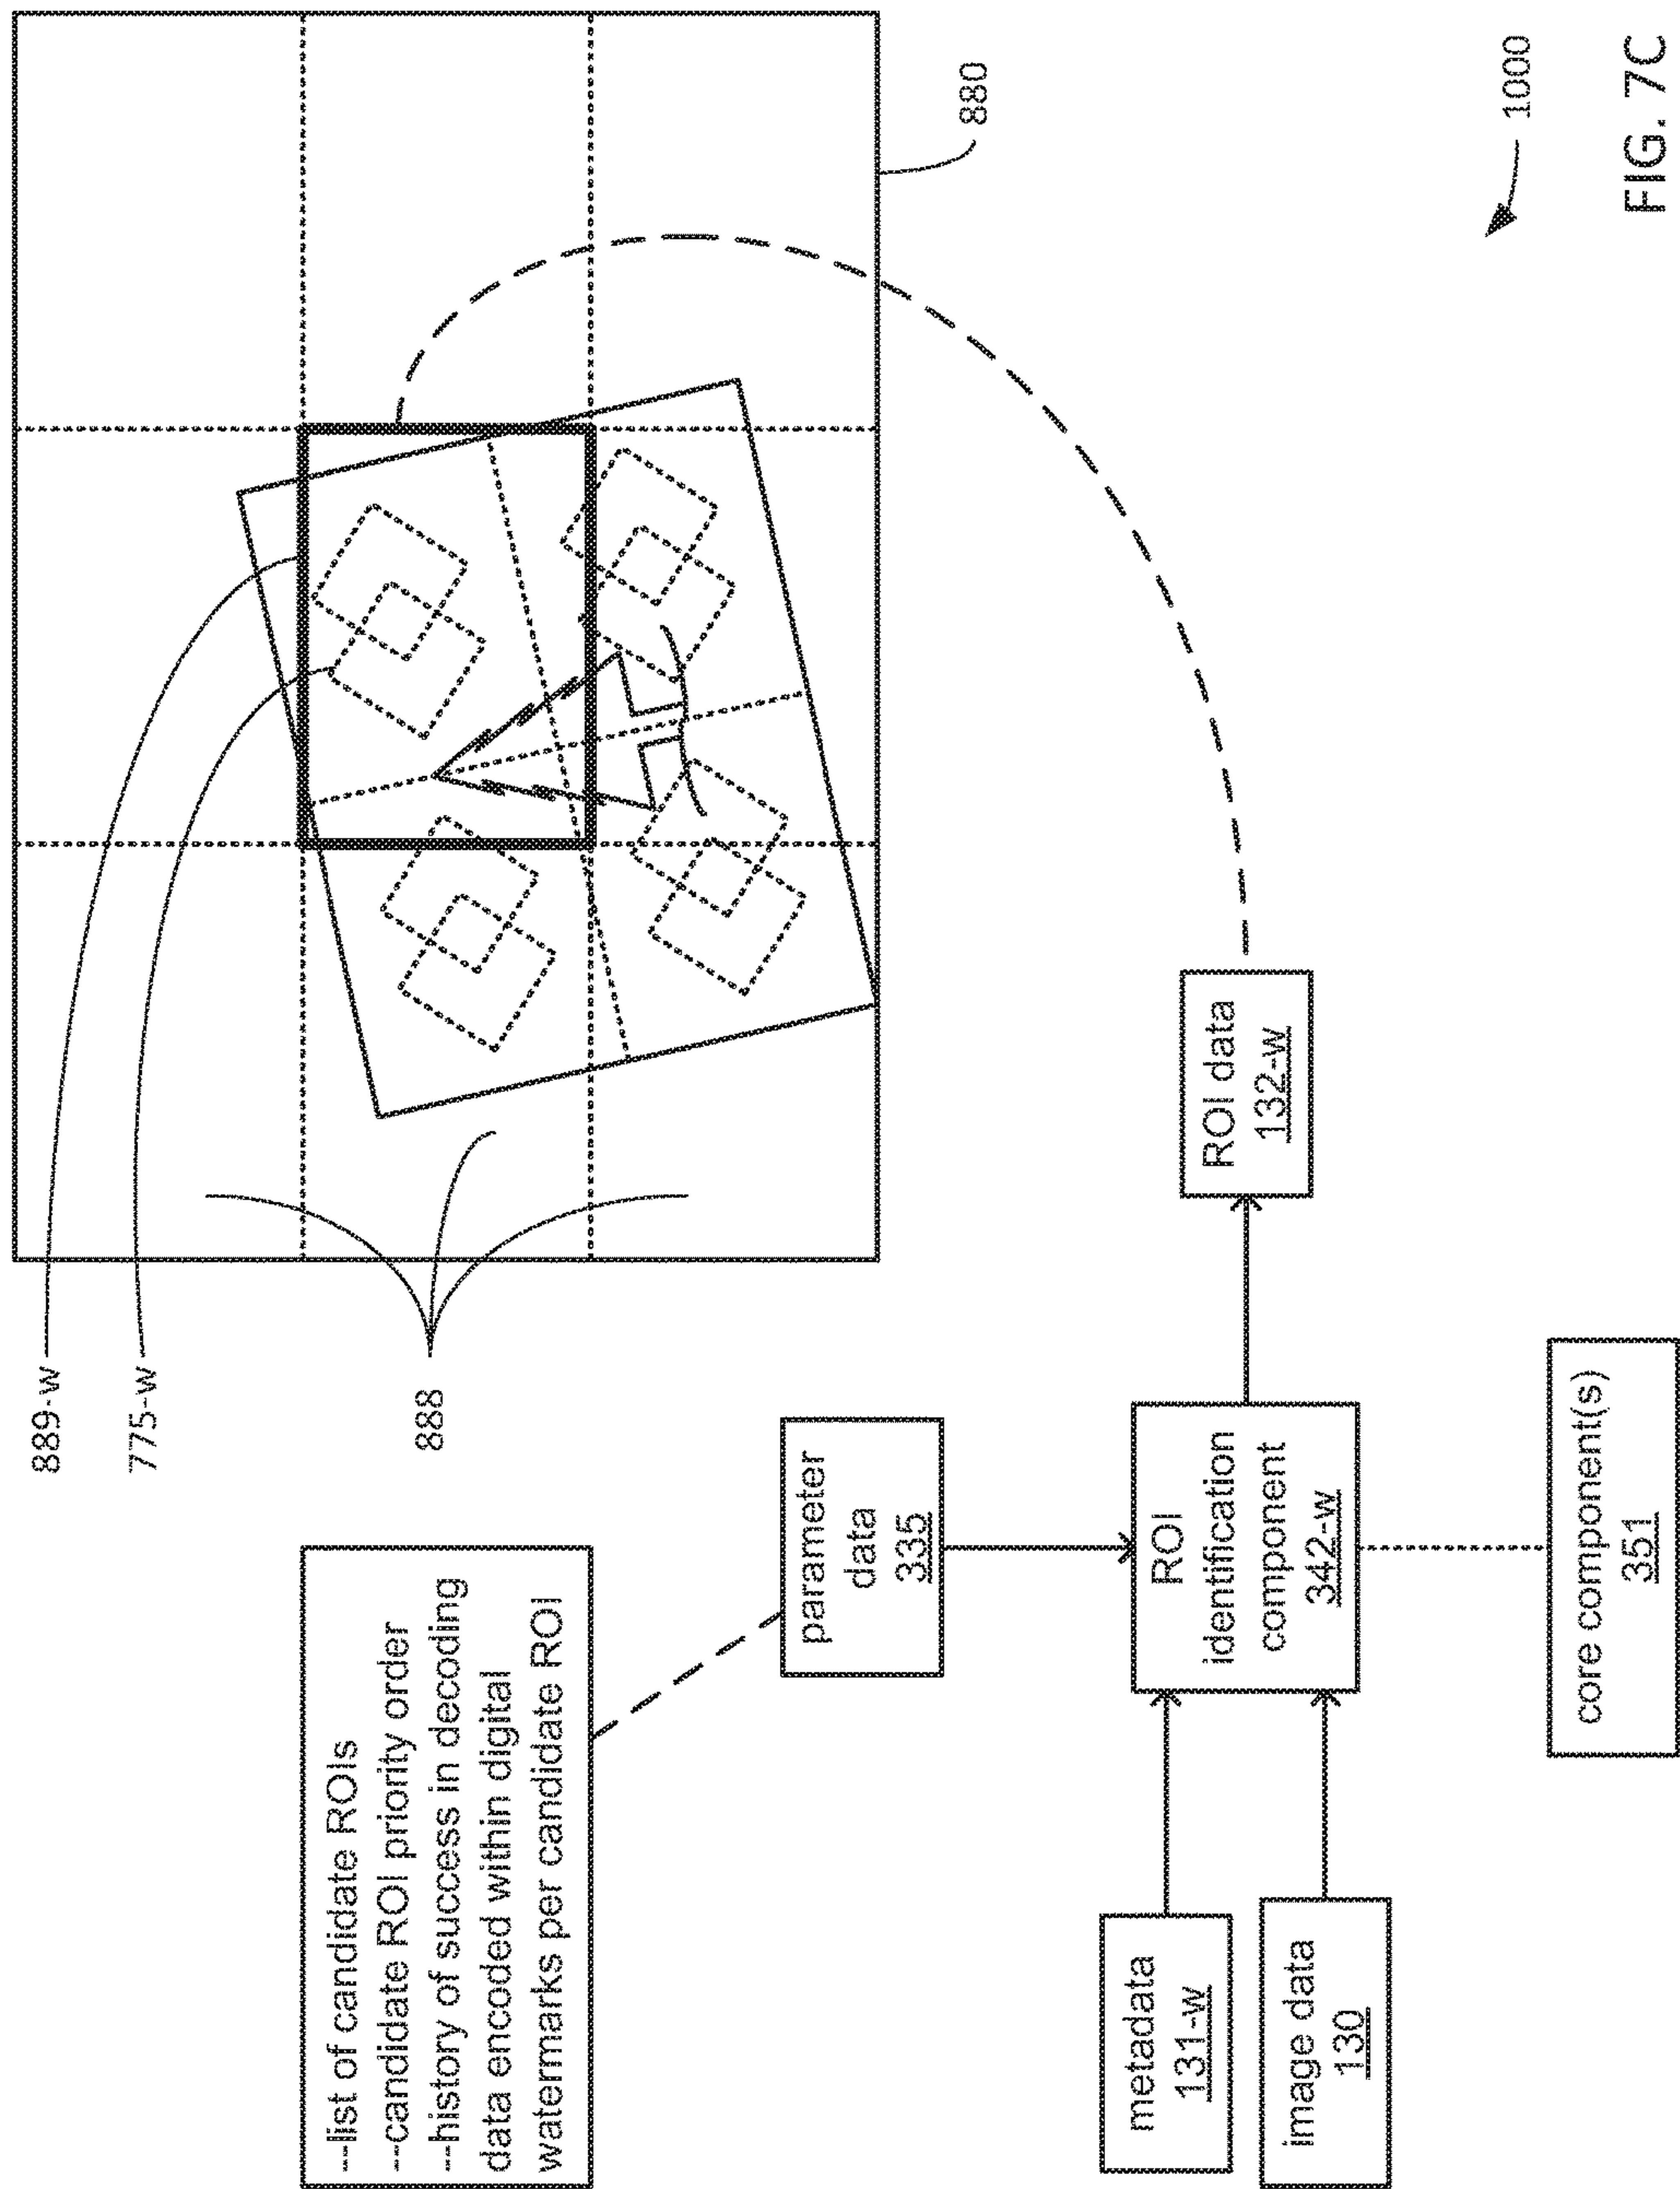 --list of candidate ROIs
--candidate ROI priority order
--history of success in decoding
data encoded within digital
watermarks per candidate ROI
889-w
775-w
888
880
parameter
data
335
metadata
131-w
image data
130
ROI
identification
component
342-w
ROI data
132-w
core component(s)
351
1000
FIG. 7C